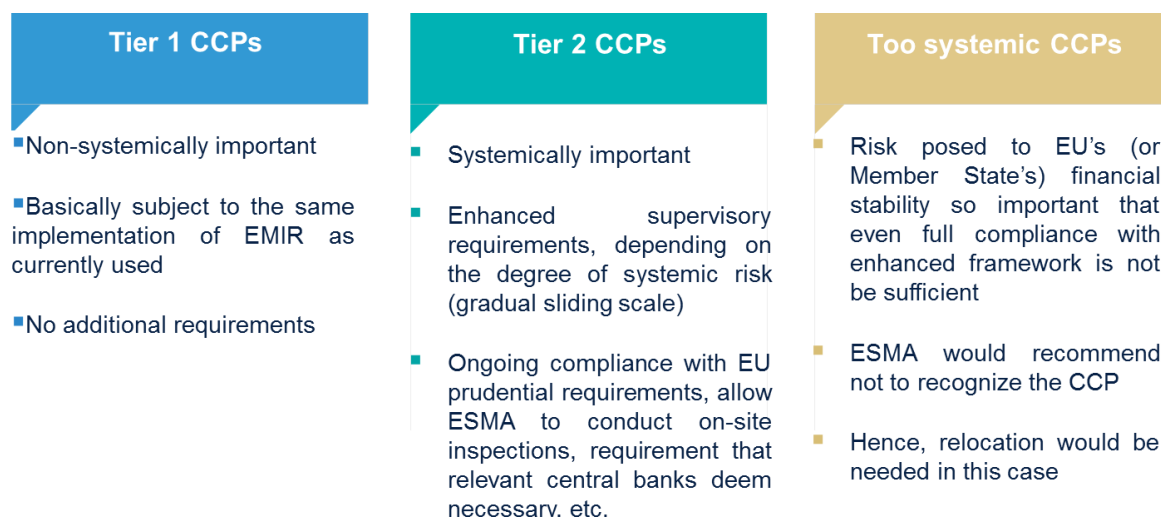 Tier 1 CCPs
▪Non-systemically important
▪Basically subject to the same
implementation of EMIR as
currently used
▪No additional requirements
Tier 2 CCPs
▪ Systemically important
▪ Enhanced supervisory
requirements, depending on
the degree of systemic risk
(gradual sliding scale)
▪ Ongoing compliance with EU
prudential requirements, allow
ESMA to conduct on-site
inspections, requirement that
relevant central banks deem
necessary, etc.
Too systemic CCPs
▪ Risk posed to EU's (or
Member State's) financial
stability so important that
even full compliance with
enhanced framework is not
be sufficient
▪ ESMA would recommend
not to recognize the CCP
▪ Hence, relocation would be
needed in this case